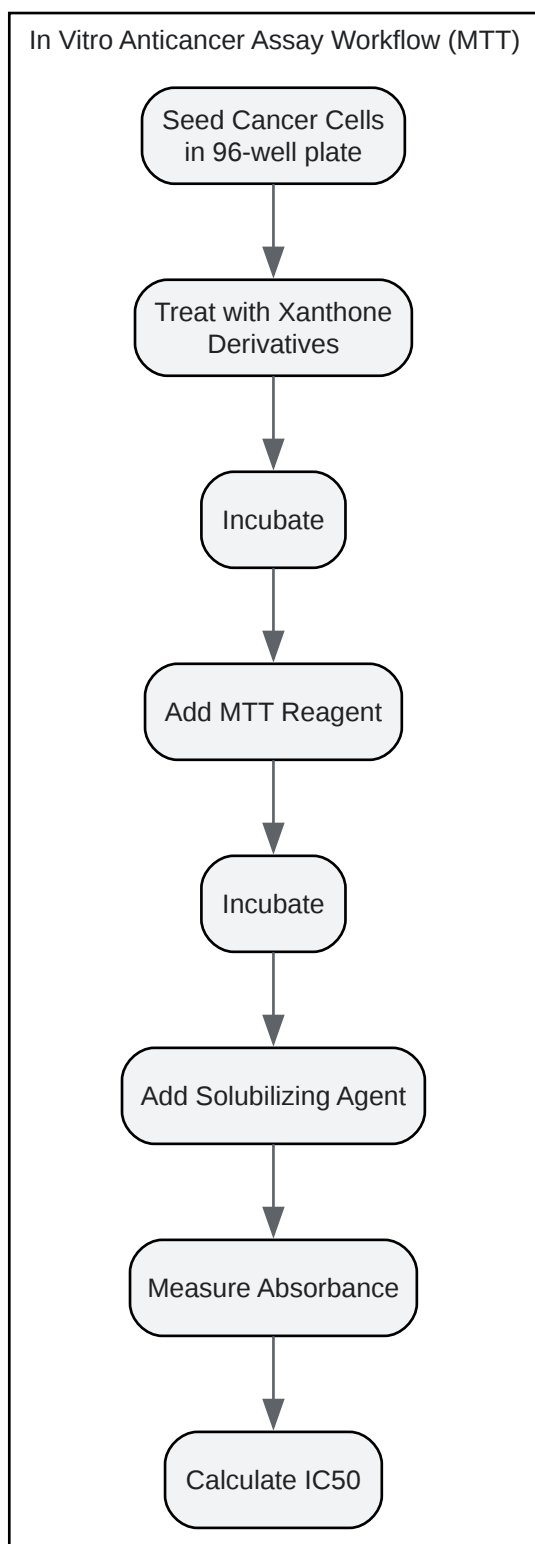 In Vitro Anticancer Assay Workflow (MTT)
Seed Cancer Cells
in 96-well plate
Treat with Xanthone
Derivatives
Incubate
Add MTT Reagent
Incubate
Add Solubilizing Agent
Measure Absorbance
Calculate IC50